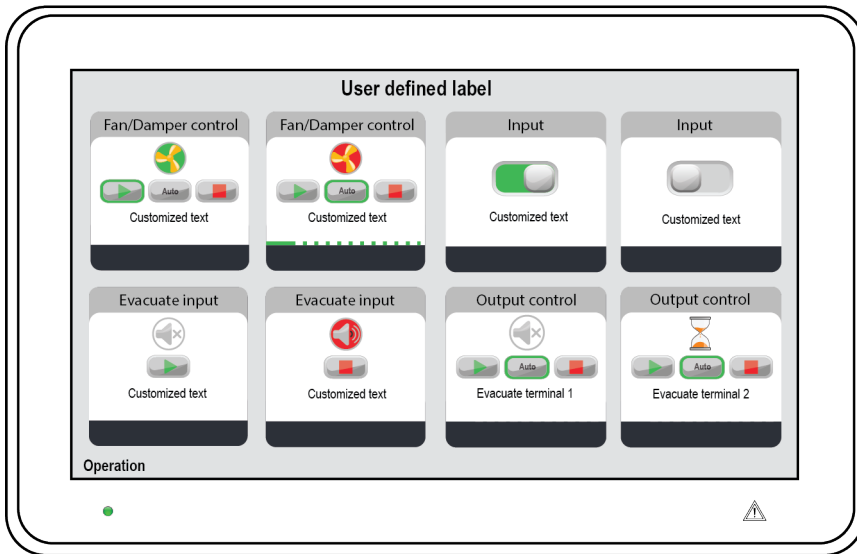 User defined label
Fan/Damper control
Fan/Damper control
Input
Input
Auto
Auto
Customized text
Customized text
Customized text
Customized text
Evacuate input
Evacuate input
Output control
Output control
Auto
Auto
Customized text
Customized text
Evacuate terminal 1
Evacuate terminal 2
Operation